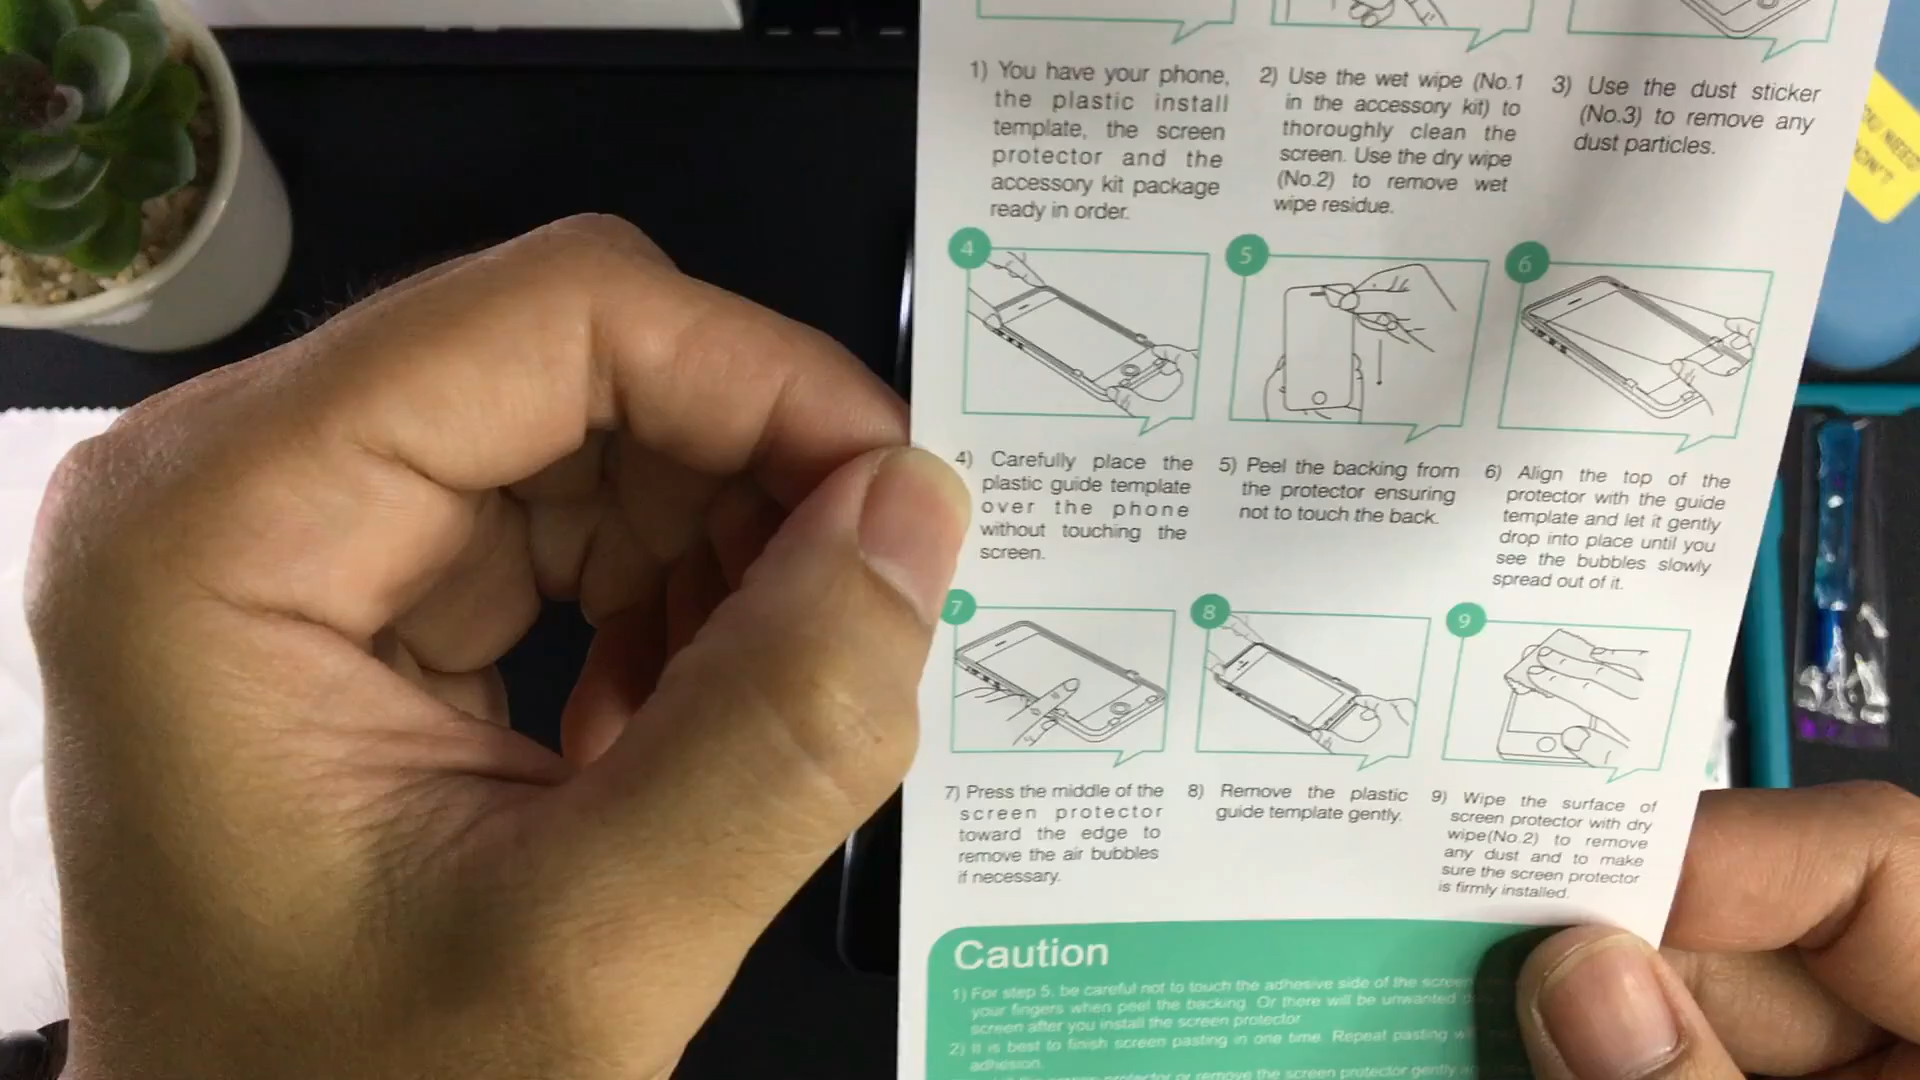 1) You have your phone,
the plastic install
template, the screen
protector and the
accessory kit package
ready in order.
2) Use the wet wipe (No.1
in the accessory kit) to
thoroughly clean the
screen. Use the dry wipe
(No.2) to remove wet
wipe residue.
3) Use the dust sticker
(No.3) to remove any
dust particles.
4
5
6
4) Carefully place the
plastic guide template
over the phone
without touching the
screen.
5) Peel the backing from
the protector ensuring
not to touch the back.
6) Align the top of the
protector with the guide
template and let it gently
drop into place until you
see the bubbles slowly
spread out of it.
7
8
9
7) Press the middle of the
screen protector
toward the edge to
remove the air bubbles
if necessary.
8) Remove the plastic
guide template gently.
9) Wipe the surface of
screen protector with dry
wipe(No.2) to remove
any dust and to make
sure the screen protector
is firmly installed.
Caution
1) For step 5, be careful not to touch the adhesive side of the screen
your fingers when peel the backing. Or there will be unwanted
screen after you install the screen protector
2) It is best to finish screen pasting in one time. Repeat pasting
adhesion.
protector or remove the screen protector gently